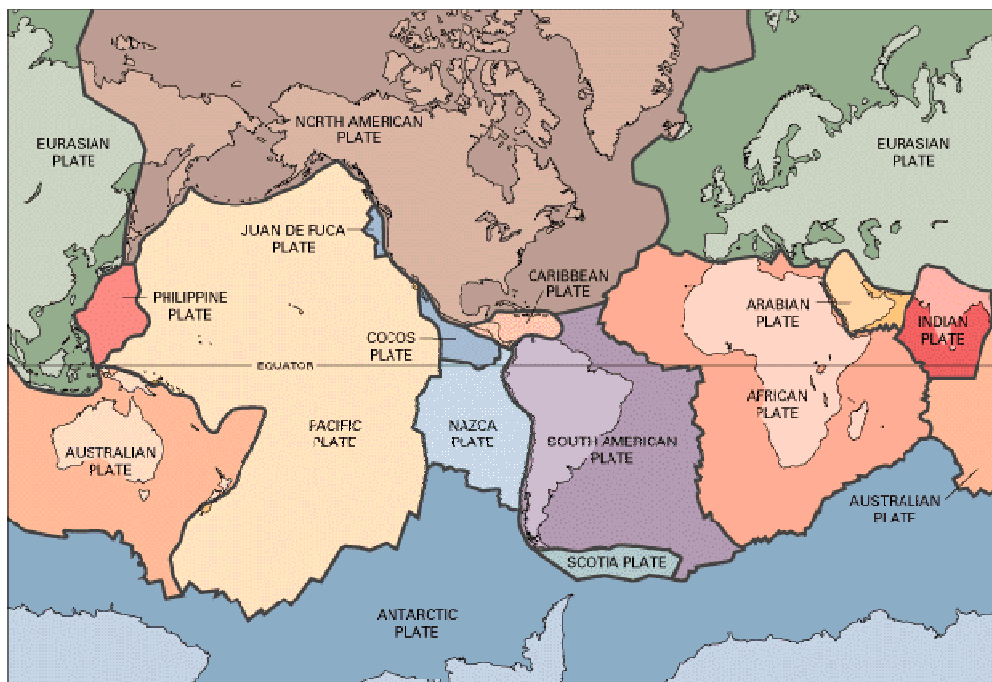 NORTH AMERICAN
PLATE
EURASIAN
PLATE
EURASIAN
PLATE
JUAN DE FUCA
PLATE
CARIBBEAN
PLATE
PHILIPPINE
PLATE
ARABIAN
PLATE
INDIAN
PLATE
COCOS
PLATE
EQUATOR
AFRICAN
PLATE
PACIFIC
PLATE
NAZCA
PLATE
SOUTH AMERICAN
PLATE
AUSTRALIAN
PLATE
AUSTRALIAN
PLATE
SCOTIA PLATE
ANTARCTIC
PLATE